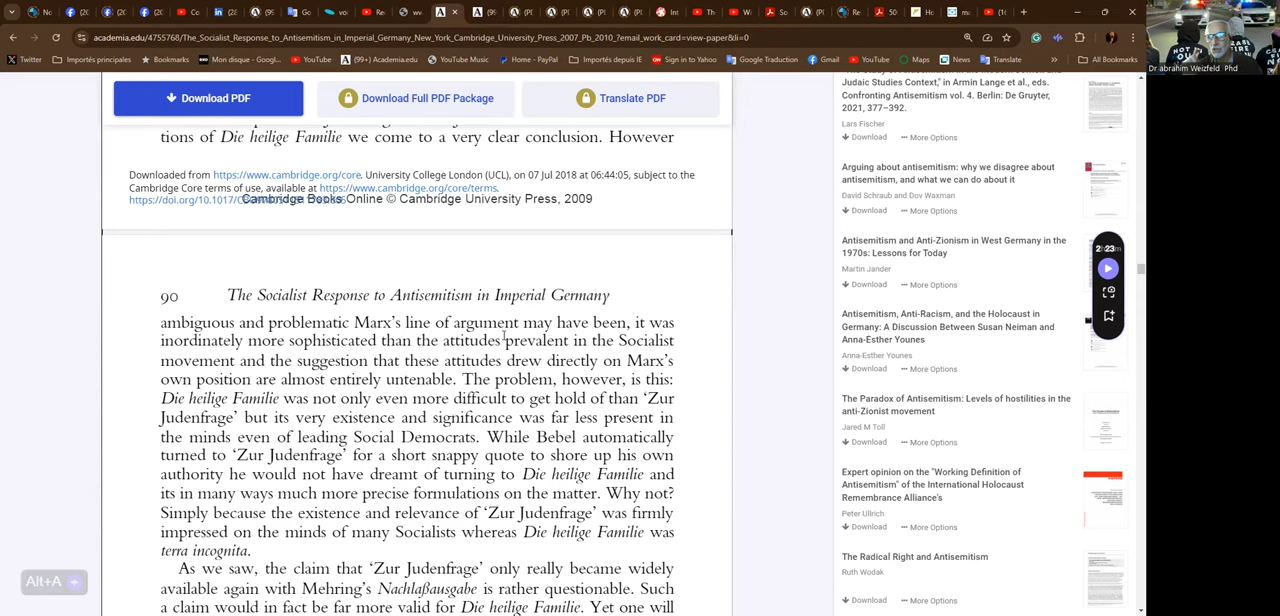 academia.edu/4755768/The_Socialist_Response_to_Antisemitism_in_Imperial_Germany_New_York_Cambridge_University_Press_2007_Pb_2010_?email_work_card=view-paper&li=0
Twitter
Importés principales
Bookmarks
Mon disque - Googl...
YouTube
(99+) Academia.edu
YouTube Music
Home - PayPal
Importés depuis IE
Sign in to Yahoo
Google Traduction
Facebook
Gmail
YouTube
Maps
News
Translate
All Bookmarks
Dr abrahim Weizfeld Phd
Download PDF
Download Full PDF Package
Translate PDF
tions of Die heilige Familie we come to a very clear conclusion. However
Downloaded from https://www.cambridge.org/core. University College London (UCL), on 07 Jul 2018 at 06:44:05, subject to the
Cambridge Core terms of use, available at https://www.cambridge.org/core/terms.
https://doi.org/10.1017/
Cambridge Books Online © Cambridge University Press, 2009
90 The Socialist Response to Antisemitism in Imperial Germany
ambiguous and problematic Marx's line of argument may have been, it was
inordinately more sophisticated than the attitudes prevalent in the Socialist
movement and the suggestion that these attitudes drew directly on Marx's
own position are almost entirely untenable. The problem, however, is this:
Die heilige Familie was not only even more difficult to get hold of than 'Zur
Judenfrage' but its very existence and significance was far less present in
the minds even of leading Social Democrats. While Bebel automatically
turned to 'Zur Judenfrage' for a short snappy quote to shore up his own
authority he would not have dreamt of turning to Die heilige Familie and
its in many ways much more precise formulations on the matter. Why not?
Simply because the existence and relevance of 'Zur Judenfrage' was firmly
impressed on the minds of many Socialists whereas Die heilige Familie was
terra incognita.
As we saw, the claim that 'Zur Judenfrage' only really became widely
available again with Mehring's Nachlassausgabe is rather questionable. Such
a claim would in fact be far more apt for Die heilige Familie. Yet one will
Alt+A
Judaic Studies Context," in Armin Lange et al., eds.
Confronting Antisemitism vol. 4. Berlin: De Gruyter,
2021, 377–392.
Lars Fischer
Download
••• More Options
Arguing about antisemitism: why we disagree about
antisemitism, and what we can do about it
David Schraub and Dov Waxman
Download
••• More Options
Antisemitism and Anti-Zionism in West Germany in the
1970s: Lessons for Today
Martin Jander
Download
••• More Options
Antisemitism, Anti-Racism, and the Holocaust in
Germany: A Discussion Between Susan Neiman and
Anna-Esther Younes
Anna-Esther Younes
Download
••• More Options
The Paradox of Antisemitism: Levels of hostilities in the
anti-Zionist movement
Jared M Toll
Download
••• More Options
Expert opinion on the "Working Definition of
Antisemitism" of the International Holocaust
Remembrance Alliance's
Peter Ullrich
Download
••• More Options
The Radical Right and Antisemitism
Ruth Wodak
Download
••• More Options